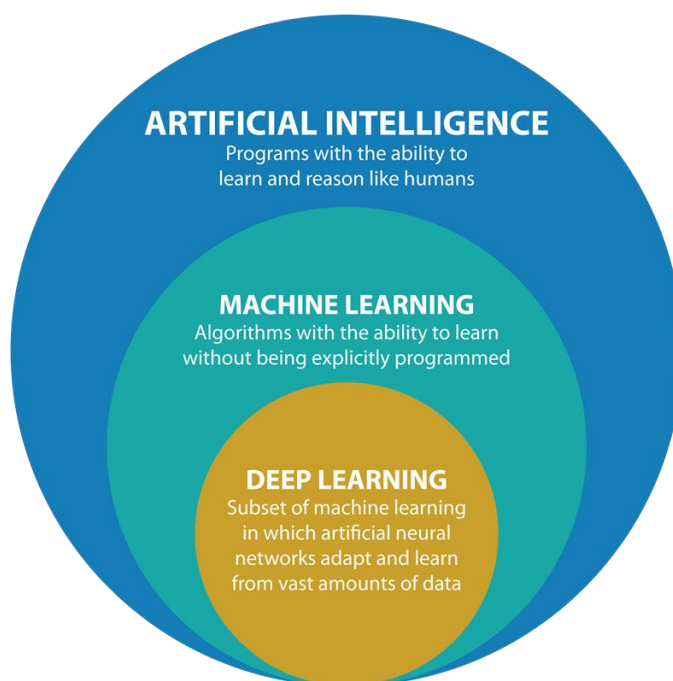 ARTIFICIAL INTELLIGENCE
Programs with the ability to
learn and reason like humans
MACHINE LEARNING
Algorithms with the ability to learn
without being explicitly programmed
DEEP LEARNING
Subset of machine learning
in which artificial neural
networks adapt and learn
from vast amounts of data